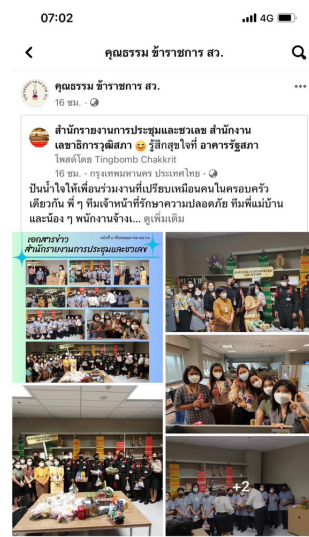 07:02
4G
คุณธรรม ข้าราชการ สว.
คุณธรรม ข้าราชการ สว.
16 ชม. ·
สำนักรายงานการประชุมและชวเลข สำนักงาน
เลขาธิการวุฒิสภา 😊 รู้สึกสุขใจที่ อาคารรัฐสภา
โพสต์โดย Tingbomb Chakkrit
16 ชม. · กรุงเทพมหานคร ประเทศไทย ·
ปันน้ำใจให้เพื่อนร่วมงานที่เปรียบเหมือนคนในครอบครัว
เดียวกัน พี่ ๆ ทีมเจ้าหน้าที่รักษาความปลอดภัย ทีมพี่แม่บ้าน
และน้อง ๆ พนักงานจ้างเ... ดูเพิ่มเติม
เอกสารข่าว
สำนักรายงานการประชุมและชวเลข
+2